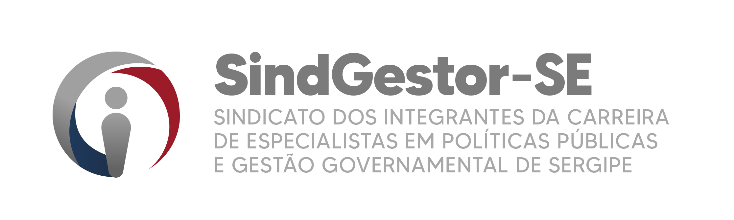 SindGestor-SE
SINDICATO DOS INTEGRANTES DA CARREIRA
DE ESPECIALISTAS EM POLÍTICAS PÚBLICAS
E GESTÃO GOVERNAMENTAL DE SERGIPE